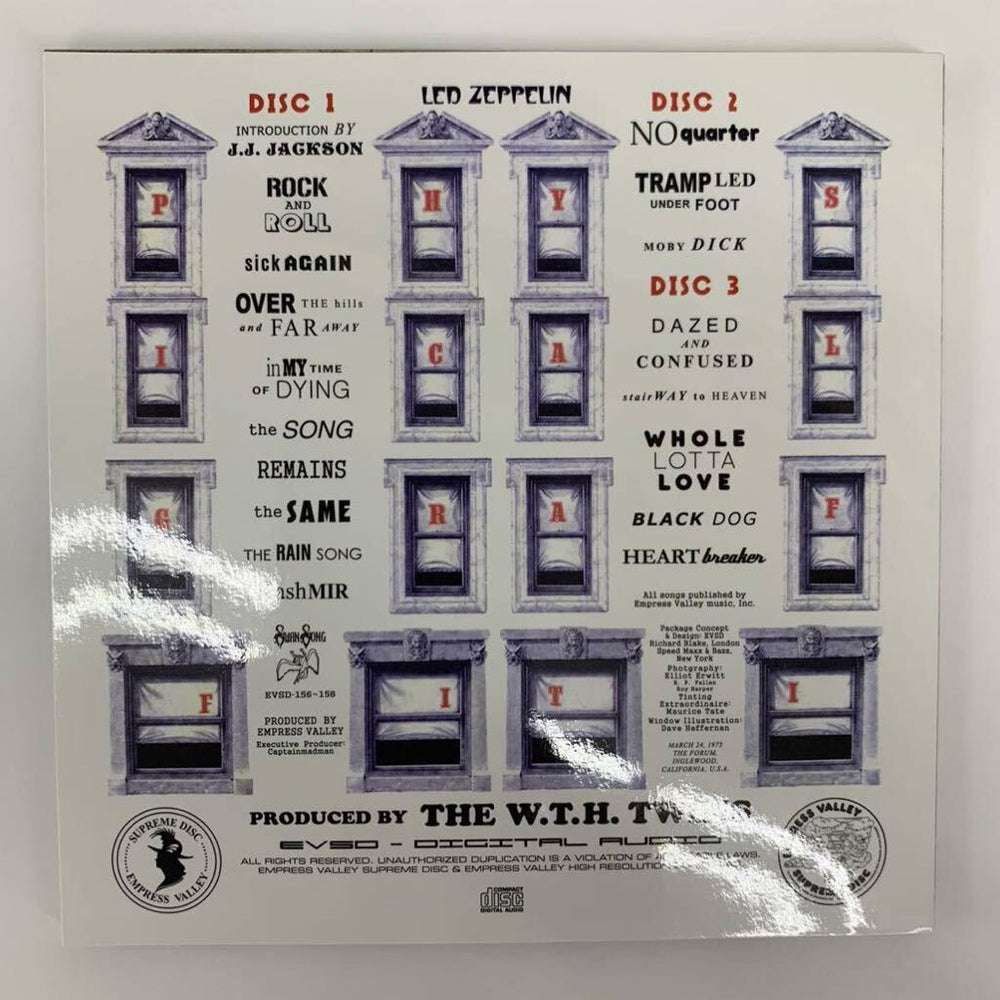 LED ZEPPELIN
DISC 1
INTRODUCTION BY
J.J. JACKSON
ROCK
AND
ROLL
sick AGAIN
OVER THE hills
and FAR AWAY
in MY TIME
OF DYING
the SONG
REMAINS
the SAME
THE RAIN SONG
shMIR
DISC 2
NO quarter
TRAMPLED
UNDER FOOT
MOBY DICK
DISC 3
DAZED
AND
CONFUSED
stairWAY to HEAVEN
WHOLE
LOTTA
LOVE
BLACK DOG
HEART breaker
All songs published by
Empress Valley music, Inc.
P H Y S
I C A L
G R A F
F I T I
SWAN SONG
EVSD-156~158
PRODUCED BY
EMPRESS VALLEY
Executive Producer:
Captainmadman
Package Concept
& Design: EVSD
Richard Blake, London
Speed Maxx & Bazz,
New York
Photgraphy:
Elliot Erwitt
B. P. Fallen
Roy Harper
Tinting
Extraordinaire:
Maurice Tate
Window Illustration:
Dave Heffernan
MARCH 24, 1975
THE FORUM,
INGLEWOOD,
CALIFORNIA, U.S.A.
PRODUCED BY THE W.T.H.
EVSD - DIGITAL AUDIO
ALL RIGHTS RESERVED. UNAUTHORIZED DUPLICATION IS A VIOLATION OF LAWS.
EMPRESS VALLEY SUPREME DISC & EMPRESS VALLEY HIGH
SUPREME DISC
EMPRESS VALLEY
VALLEY
COMPACT
disc
DIGITAL AUDIO